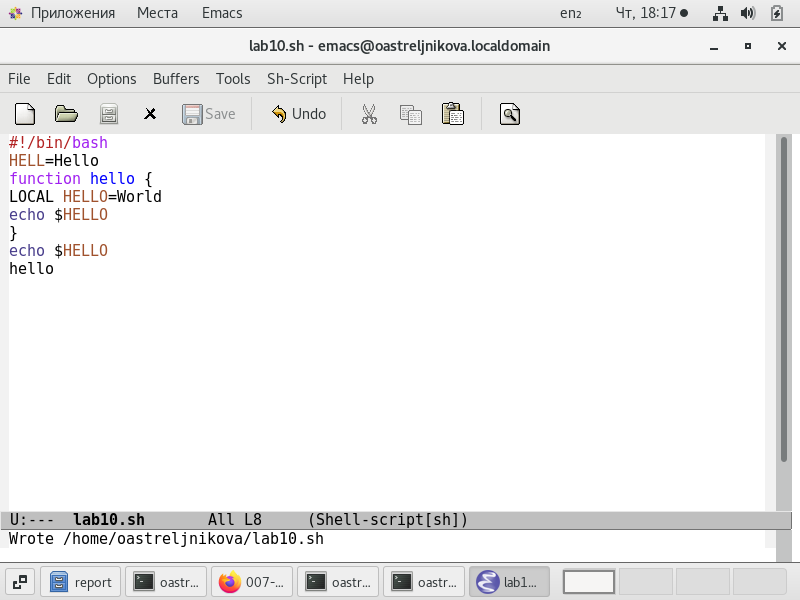 Приложения Места Emacs en₂ Чт, 18:17
lab10.sh - emacs@oastreljnikova.localdomain
File Edit Options Buffers Tools Sh-Script Help
Save Undo
#!/bin/bash
HELL=Hello
function hello {
LOCAL HELLO=World
echo $HELLO
}
echo $HELLO
hello
U:--- lab10.sh All L8 (Shell-script[sh])
Wrote /home/oastreljnikova/lab10.sh
report oastr... 007-... oastr... oastr... lab1...